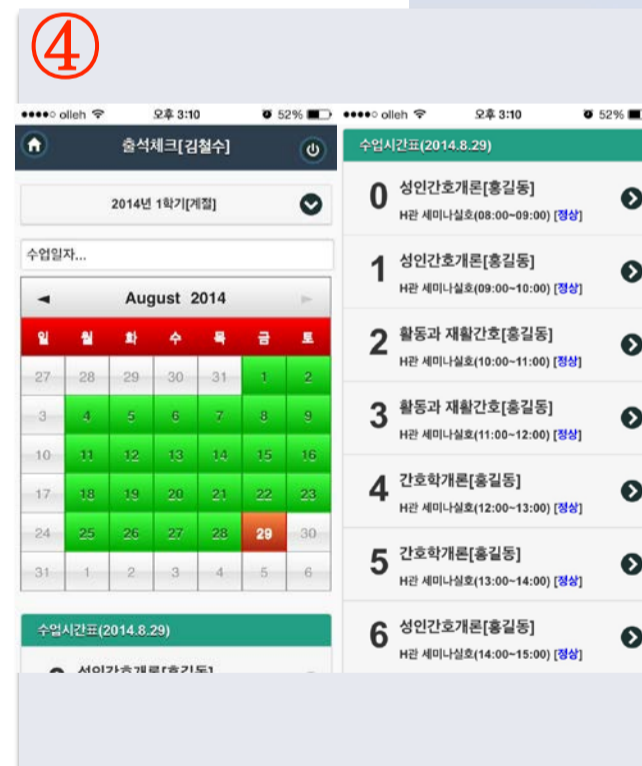 ④
olleh 오후 3:10 52%
출석체크[김철수]
2014년 1학기[계절]
수업일자...
August 2014
일 월 화 수 목 금 토
27 28 29 30 31 1 2
3 4 5 6 7 8 9
10 11 12 13 14 15 16
17 18 19 20 21 22 23
24 25 26 27 28 29 30
31 1 2 3 4 5 6
수업시간표(2014.8.29)
성인간호개론[홍길동]
olleh 오후 3:10 52%
수업시간표(2014.8.29)
0 성인간호개론[홍길동]
H관 세미나실호(08:00~09:00) [정상]
1 성인간호개론[홍길동]
H관 세미나실호(09:00~10:00) [정상]
2 활동과 재활간호[홍길동]
H관 세미나실호(10:00~11:00) [정상]
3 활동과 재활간호[홍길동]
H관 세미나실호(11:00~12:00) [정상]
4 간호학개론[홍길동]
H관 세미나실호(12:00~13:00) [정상]
5 간호학개론[홍길동]
H관 세미나실호(13:00~14:00) [정상]
6 성인간호개론[홍길동]
H관 세미나실호(14:00~15:00) [정상]